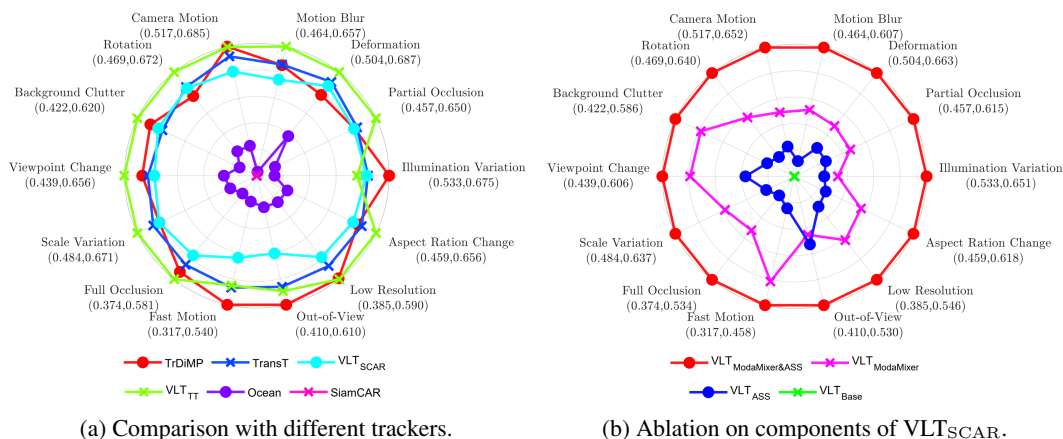 Camera Motion
(0.517,0.685)
Motion Blur
(0.464,0.657)
Rotation
(0.469,0.672)
Deformation
(0.504,0.687)
Background Clutter
(0.422,0.620)
Partial Occlusion
(0.457,0.650)
Viewpoint Change
(0.439,0.656)
Illumination Variation
(0.533,0.675)
Scale Variation
(0.484,0.671)
Aspect Ration Change
(0.459,0.656)
Full Occlusion
(0.374,0.581)
Low Resolution
(0.385,0.590)
Fast Motion
(0.317,0.540)
Out-of-View
(0.410,0.610)
TrDiMP TransT VLT_SCAR
VLT_TT Ocean SiamCAR
(a) Comparison with different trackers.
Camera Motion
(0.517,0.652)
Motion Blur
(0.464,0.607)
Rotation
(0.469,0.640)
Deformation
(0.504,0.663)
Background Clutter
(0.422,0.586)
Partial Occlusion
(0.457,0.615)
Viewpoint Change
(0.439,0.606)
Illumination Variation
(0.533,0.651)
Scale Variation
(0.484,0.637)
Aspect Ration Change
(0.459,0.618)
Full Occlusion
(0.374,0.534)
Low Resolution
(0.385,0.546)
Fast Motion
(0.317,0.458)
Out-of-View
(0.410,0.530)
VLT_ModaMixer&ASS VLT_ModaMixer
VLT_ASS VLT_Base
(b) Ablation on components of VLT_SCAR.